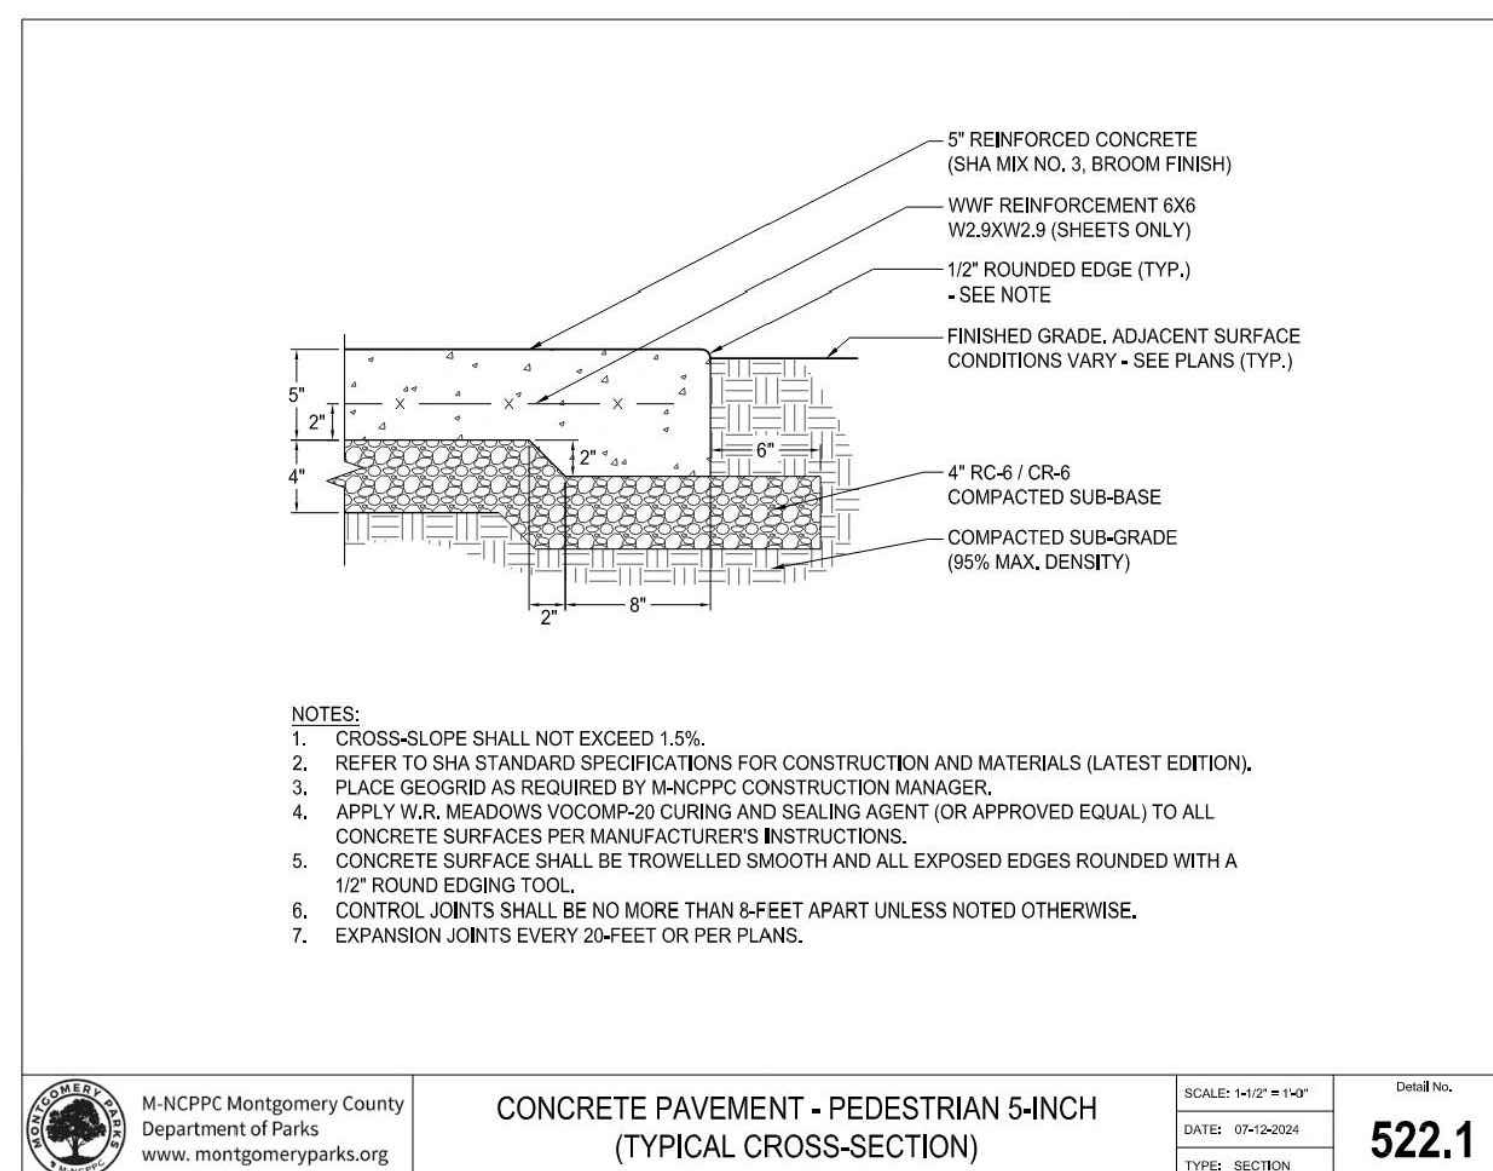 5" REINFORCED CONCRETE
(SHA MIX NO. 3, BROOM FINISH)
WWF REINFORCEMENT 6X6
W2.9XW2.9 (SHEETS ONLY)
1/2" ROUNDED EDGE (TYP.)
- SEE NOTE
FINISHED GRADE. ADJACENT SURFACE
CONDITIONS VARY - SEE PLANS (TYP.)
5"
X
X
X
2"
6"
2"
4"
4" RC-6 / CR-6
COMPACTED SUB-BASE
COMPACTED SUB-GRADE
(95% MAX. DENSITY)
8"
2"
NOTES:
1. CROSS-SLOPE SHALL NOT EXCEED 1.5%.
2. REFER TO SHA STANDARD SPECIFICATIONS FOR CONSTRUCTION AND MATERIALS (LATEST EDITION).
3. PLACE GEOGRID AS REQUIRED BY M-NCPPC CONSTRUCTION MANAGER.
4. APPLY W.R. MEADOWS VOCOMP-20 CURING AND SEALING AGENT (OR APPROVED EQUAL) TO ALL
CONCRETE SURFACES PER MANUFACTURER'S INSTRUCTIONS.
5. CONCRETE SURFACE SHALL BE TROWELLED SMOOTH AND ALL EXPOSED EDGES ROUNDED WITH A
1/2" ROUND EDGING TOOL.
6. CONTROL JOINTS SHALL BE NO MORE THAN 8-FEET APART UNLESS NOTED OTHERWISE.
7. EXPANSION JOINTS EVERY 20-FEET OR PER PLANS.
MONTGOMERY PARKS
M-NCPPC
M-NCPPC Montgomery County
Department of Parks
www. montgomeryparks.org
CONCRETE PAVEMENT - PEDESTRIAN 5-INCH
(TYPICAL CROSS-SECTION)
SCALE: 1-1/2" = 1'-0"
DATE: 07-12-2024
TYPE: SECTION
Detail No.
522.1